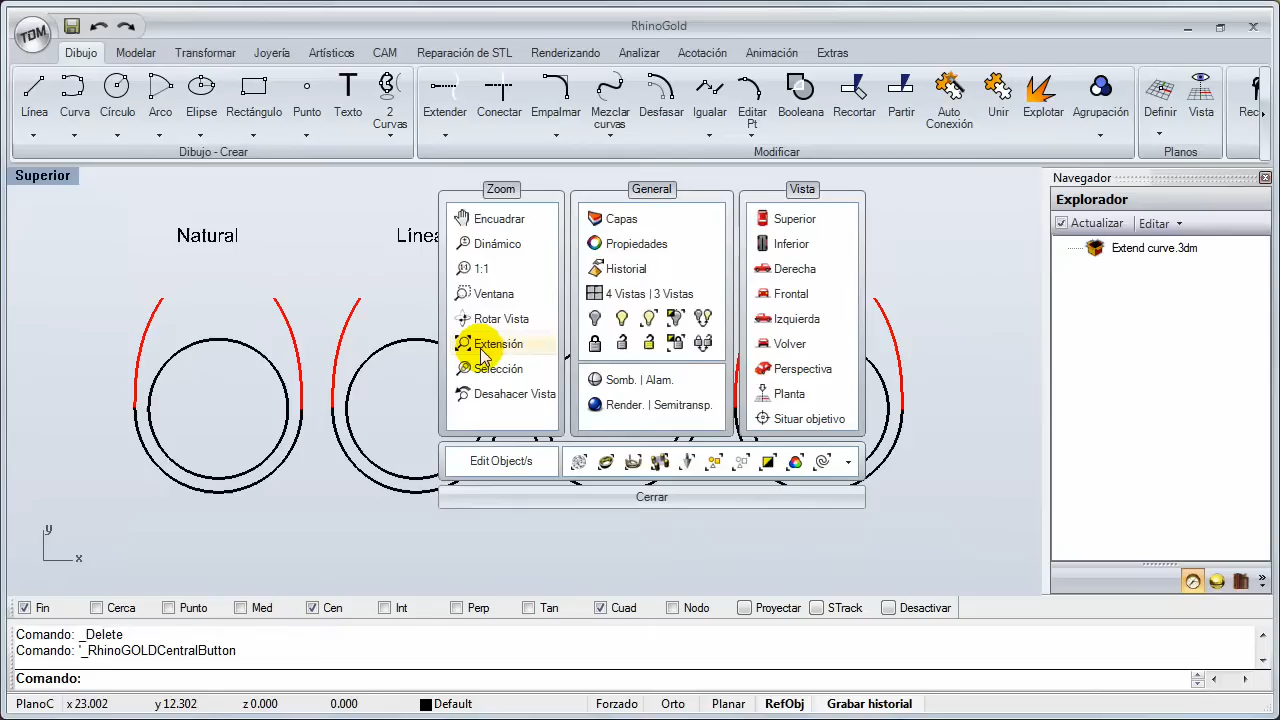 TDM
RhinoGold
Dibujo Modelar Transformar Joyería Artísticos CAM Reparación de STL Renderizando Analizar Acotación Animación Extras
Línea Curva Círculo Arco Elipse Rectángulo Punto Texto 2 Curvas Extender Conectar Empalmar Mezclar curvas Desfasar Igualar Editar Pt Booleana Recortar Partir Auto Conexión Unir Explotar Agrupación Definir Vista Rec
Dibujo - Crear Modificar Planos
Superior
Navegador
Explorador
Actualizar Editar
Extend curve.3dm
Natural
Línea
Zoom
Encuadrar
Dinámico
1:1
Ventana
Rotar Vista
Extensión
Selección
Desahacer Vista
General
Capas
Propiedades
Historial
4 Vistas | 3 Vistas
Somb. | Alam.
Render. | Semitransp.
Vista
Superior
Inferior
Derecha
Frontal
Izquierda
Volver
Perspectiva
Planta
Situar objetivo
Edit Object/s
Cerrar
y
x
Fin Cerca Punto Med Cen Int Perp Tan Cuad Nodo Proyectar STrack Desactivar
Comando: _Delete
Comando: '_RhinoGOLDCentralButton
Comando:
PlanoC x 23.002 y 12.302 z 0.000 0.000 Default Forzado Orto Planar RefObj Grabar historial